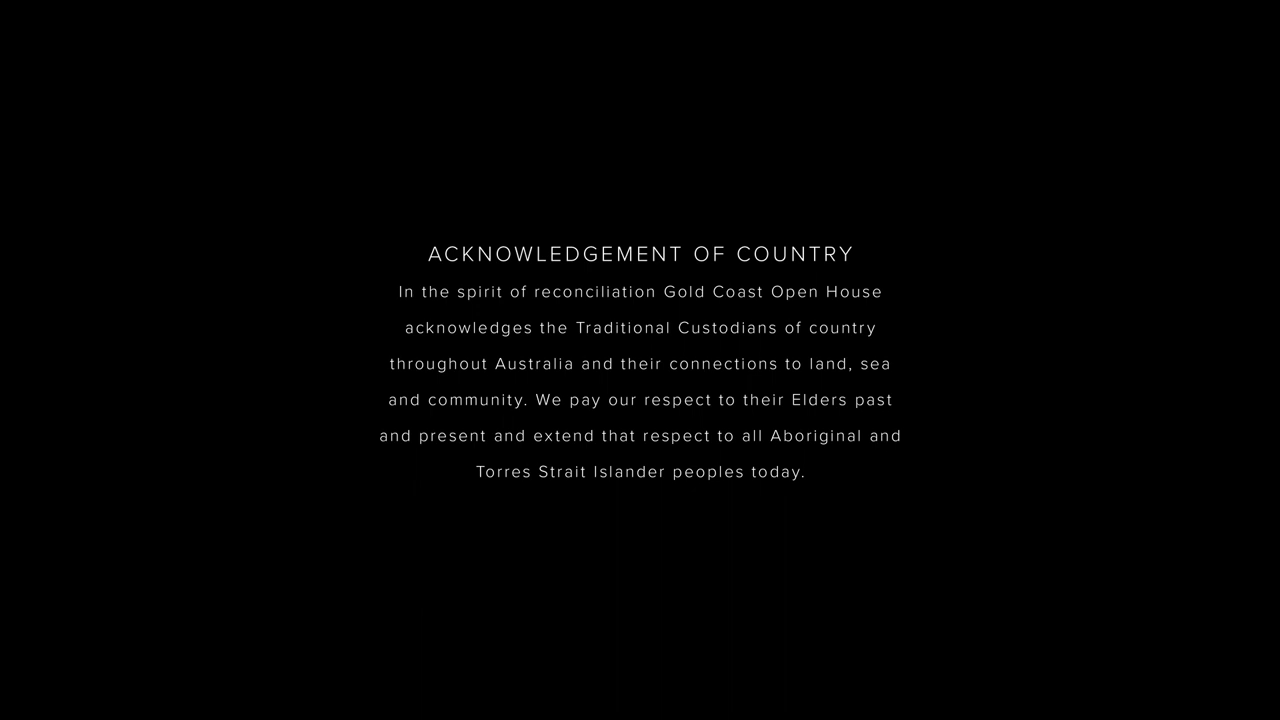 ACKNOWLEDGEMENT OF COUNTRY
In the spirit of reconciliation Gold Coast Open House
acknowledges the Traditional Custodians of country
throughout Australia and their connections to land, sea
and community. We pay our respect to their Elders past
and present and extend that respect to all Aboriginal and
Torres Strait Islander peoples today.